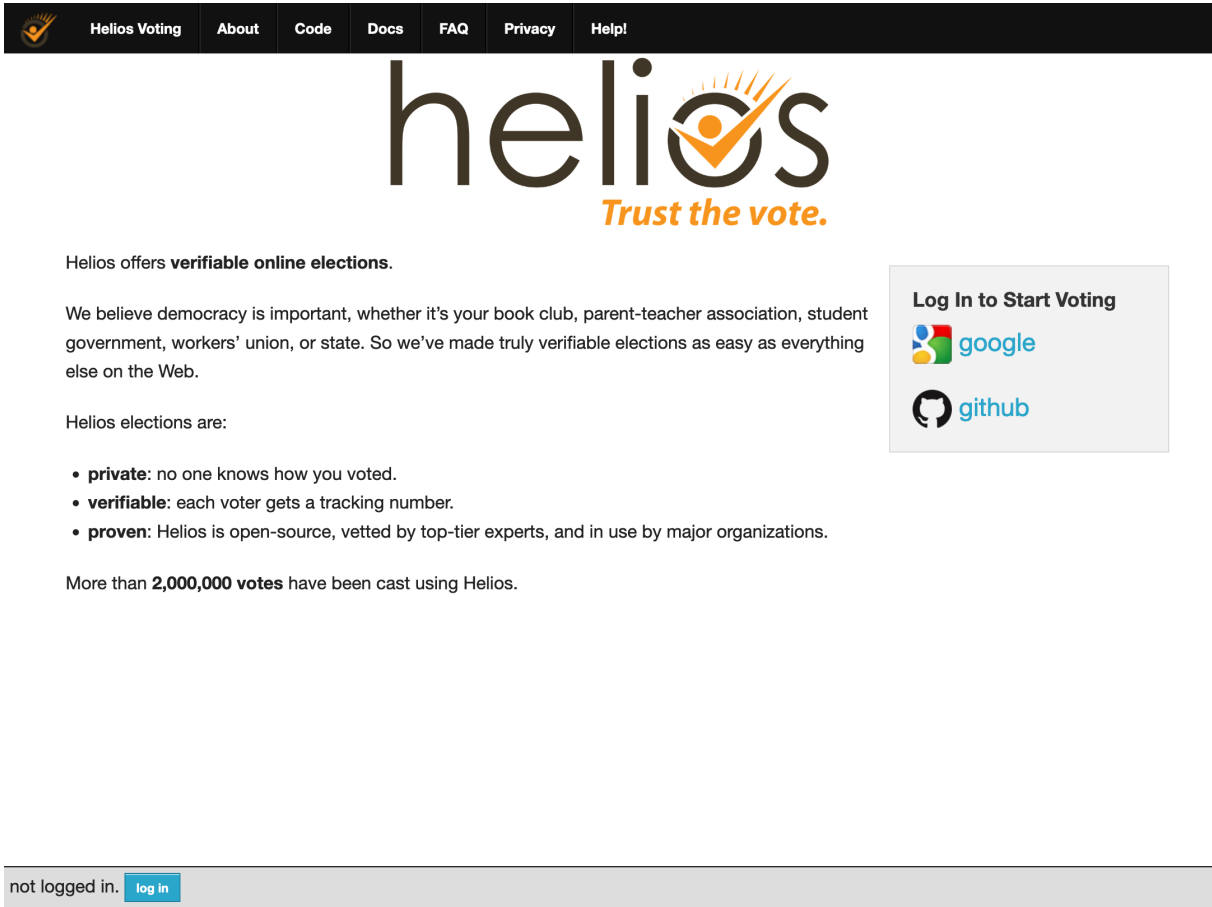 Helios Voting About Code Docs FAQ Privacy Help!
helios
Trust the vote.
Helios offers verifiable online elections.
We believe democracy is important, whether it’s your book club, parent-teacher association, student
government, workers’ union, or state. So we’ve made truly verifiable elections as easy as everything
else on the Web.
Helios elections are:
• private: no one knows how you voted.
• verifiable: each voter gets a tracking number.
• proven: Helios is open-source, vetted by top-tier experts, and in use by major organizations.
More than 2,000,000 votes have been cast using Helios.
Log In to Start Voting
google
github
not logged in. log in